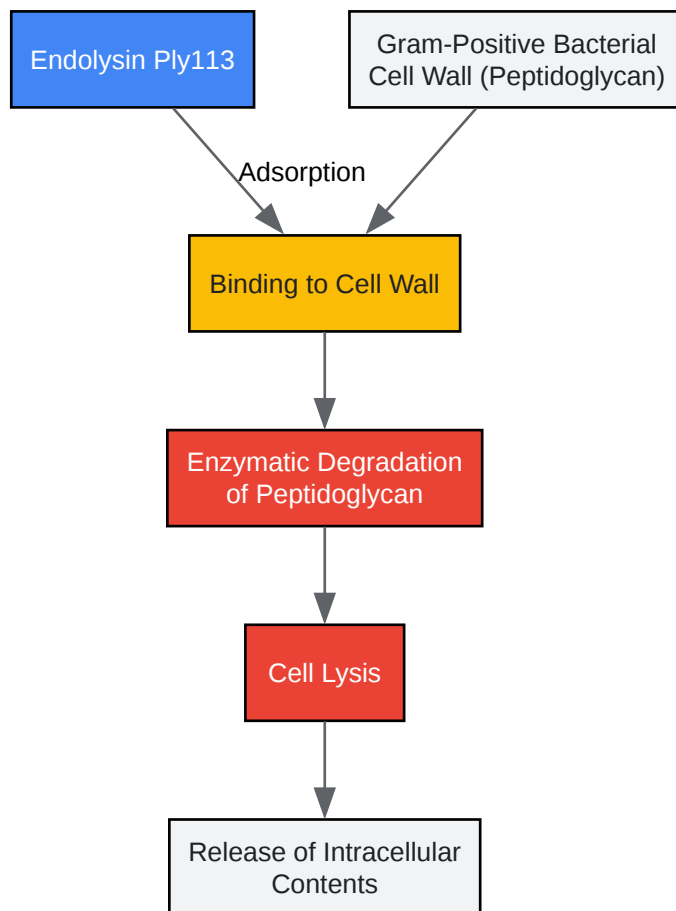 Endolysin Ply113
Gram-Positive Bacterial
Cell Wall (Peptidoglycan)
Adsorption
Binding to Cell Wall
Enzymatic Degradation
of Peptidoglycan
Cell Lysis
Release of Intracellular
Contents